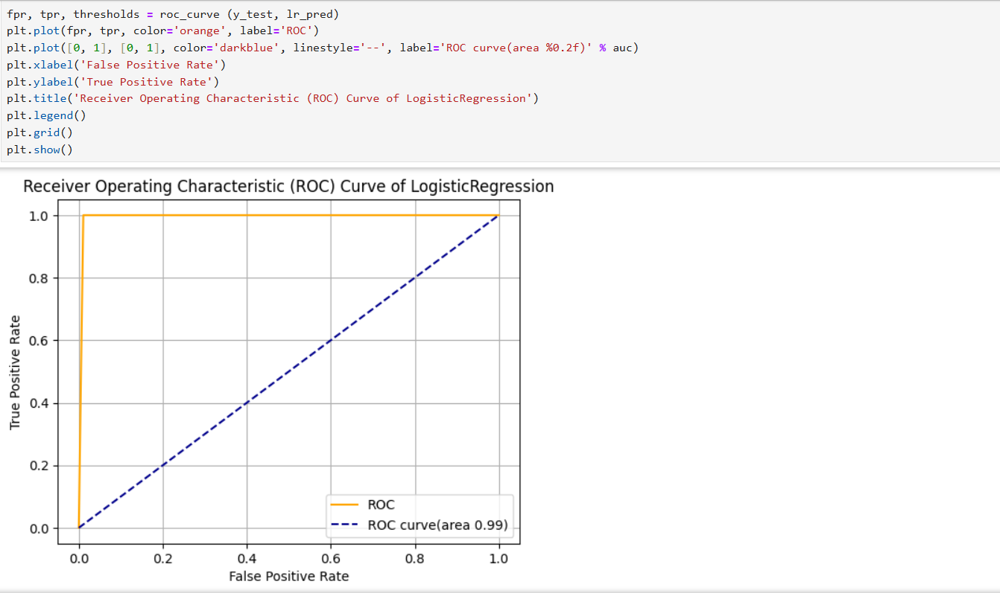 fpr, tpr, thresholds = roc_curve (y_test, lr_pred)
plt.plot(fpr, tpr, color='orange', label='ROC')
plt.plot([0, 1], [0, 1], color='darkblue', linestyle='--', label='ROC curve(area %0.2f)' % auc)
plt.xlabel('False Positive Rate')
plt.ylabel('True Positive Rate')
plt.title('Receiver Operating Characteristic (ROC) Curve of LogisticRegression')
plt.legend()
plt.grid()
plt.show()
Receiver Operating Characteristic (ROC) Curve of LogisticRegression
True Positive Rate
1.0
0.8
0.6
0.4
0.2
0.0
ROC
ROC curve(area 0.99)
0.0 0.2 0.4 0.6 0.8 1.0
False Positive Rate